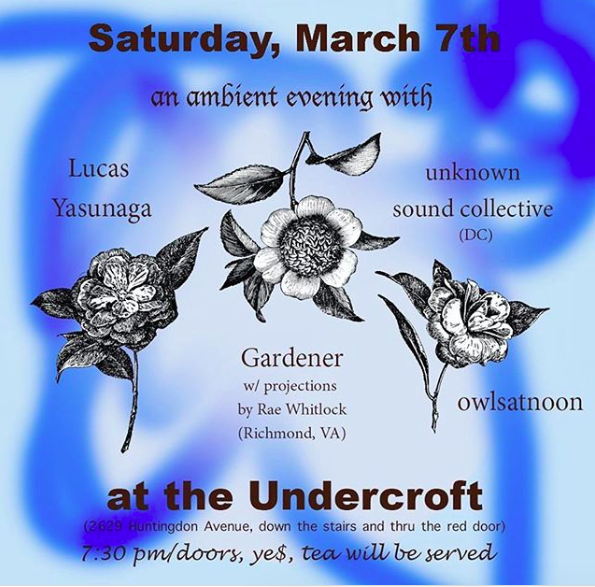 Saturday, March 7th
an ambient evening with
Lucas
Yasunaga
unknown
sound collective
(DC)
Gardener
w/ projections
by Rae Whitlock
(Richmond, VA)
owlsatnoon
at the Undercroft
(2629 Huntingdon Avenue, down the stairs and thru the red door)
7:30 pm/doors, ye$, tea will be served